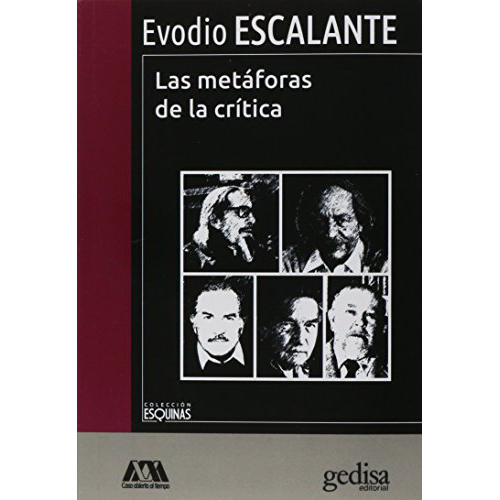 Evodio ESCALANTE
Las metáforas
de la crítica
COLECCIÓN
ESQUINAS
Casa abierta al tiempo
gedisa
editorial